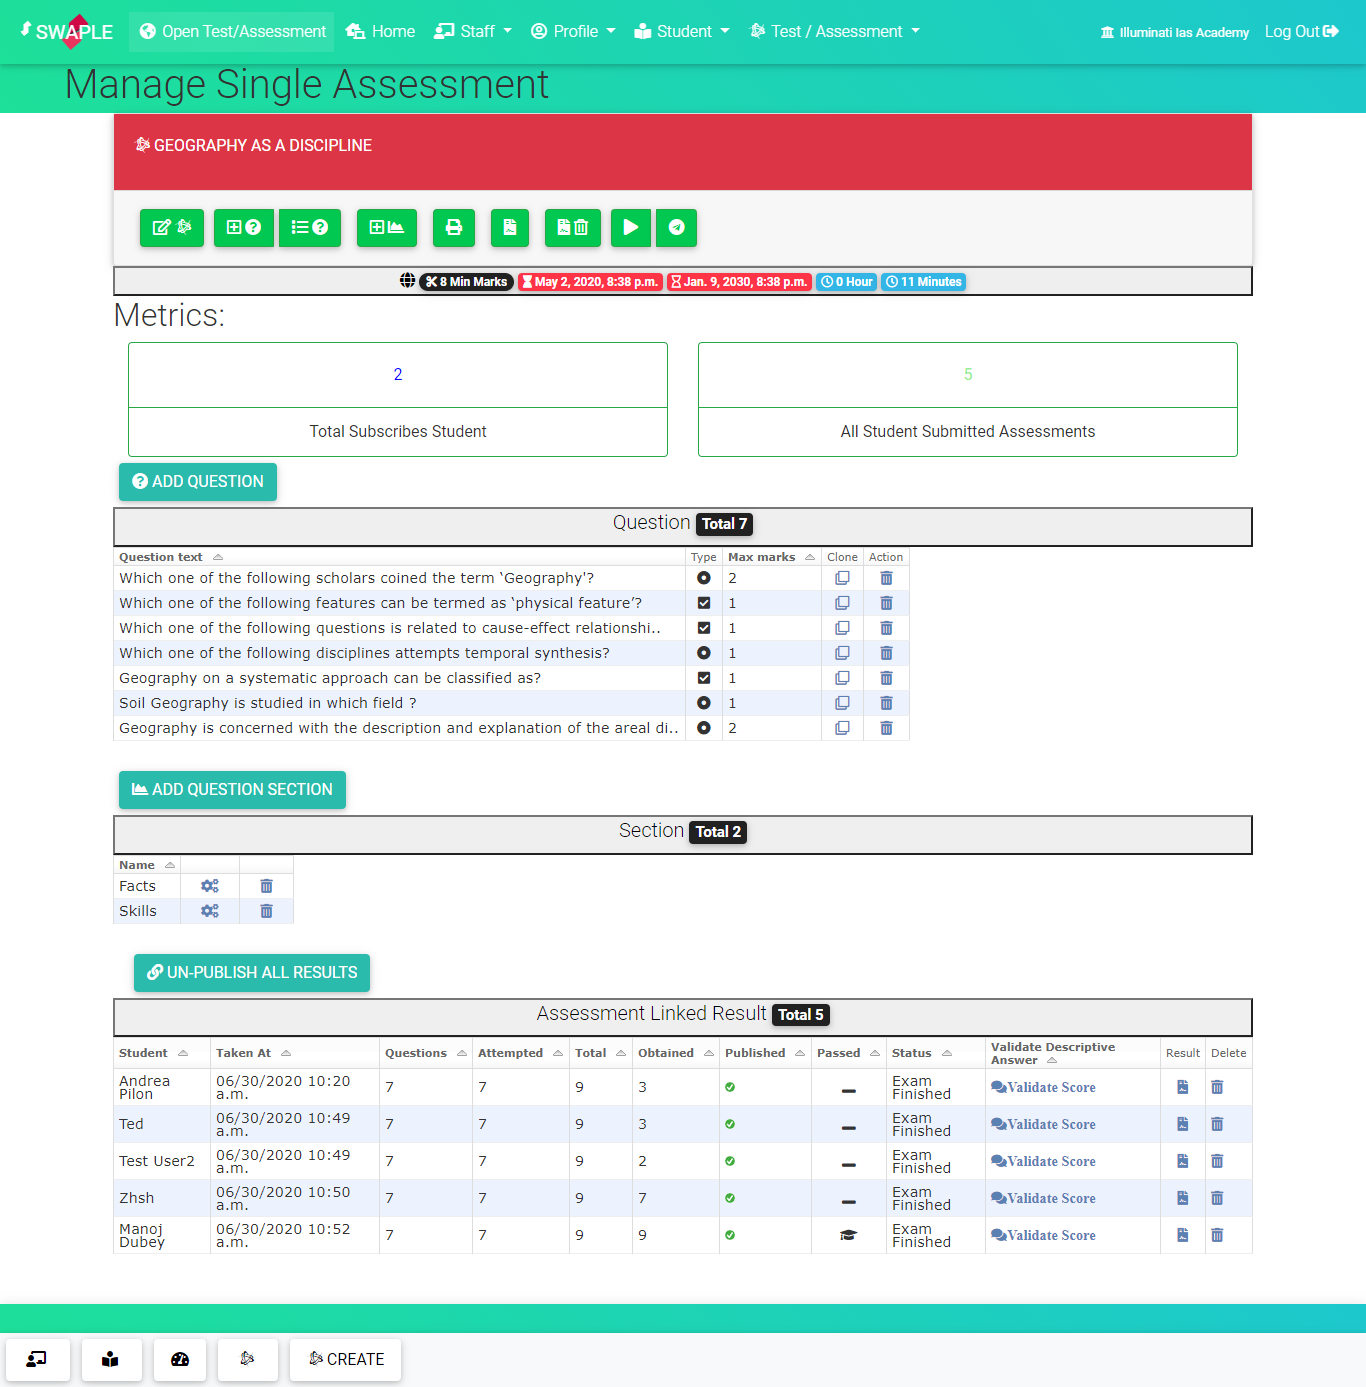 SWAPLE Open Test/Assessment Home Staff Profile Student Test / Assessment Illuminati Ias Academy Log Out
Manage Single Assessment
GEOGRAPHY AS A DISCIPLINE
8 Min Marks May 2, 2020, 8:38 p.m. Jan. 9, 2030, 8:38 p.m. 0 Hour 11 Minutes
Metrics:
2 5
Total Subscribes Student All Student Submitted Assessments
ADD QUESTION
Question Total 7
Question text Type Max marks Clone Action
Which one of the following scholars coined the term ‘Geography'? 2
Which one of the following features can be termed as ‘physical feature’? 1
Which one of the following questions is related to cause-effect relationshi.. 1
Which one of the following disciplines attempts temporal synthesis? 1
Geography on a systematic approach can be classified as? 1
Soil Geography is studied in which field ? 1
Geography is concerned with the description and explanation of the areal di.. 2
ADD QUESTION SECTION
Section Total 2
Name
Facts
Skills
UN-PUBLISH ALL RESULTS
Assessment Linked Result Total 5
Student Taken At Questions Attempted Total Obtained Published Passed Status Validate Descriptive Answer Result Delete
Andrea Pilon 06/30/2020 10:20 a.m. 7 7 9 3 Exam Finished Validate Score
Ted 06/30/2020 10:49 a.m. 7 7 9 3 Exam Finished Validate Score
Test User2 06/30/2020 10:49 a.m. 7 7 9 2 Exam Finished Validate Score
Zhsh 06/30/2020 10:50 a.m. 7 7 9 7 Exam Finished Validate Score
Manoj Dubey 06/30/2020 10:52 a.m. 7 7 9 9 Exam Finished Validate Score
CREATE